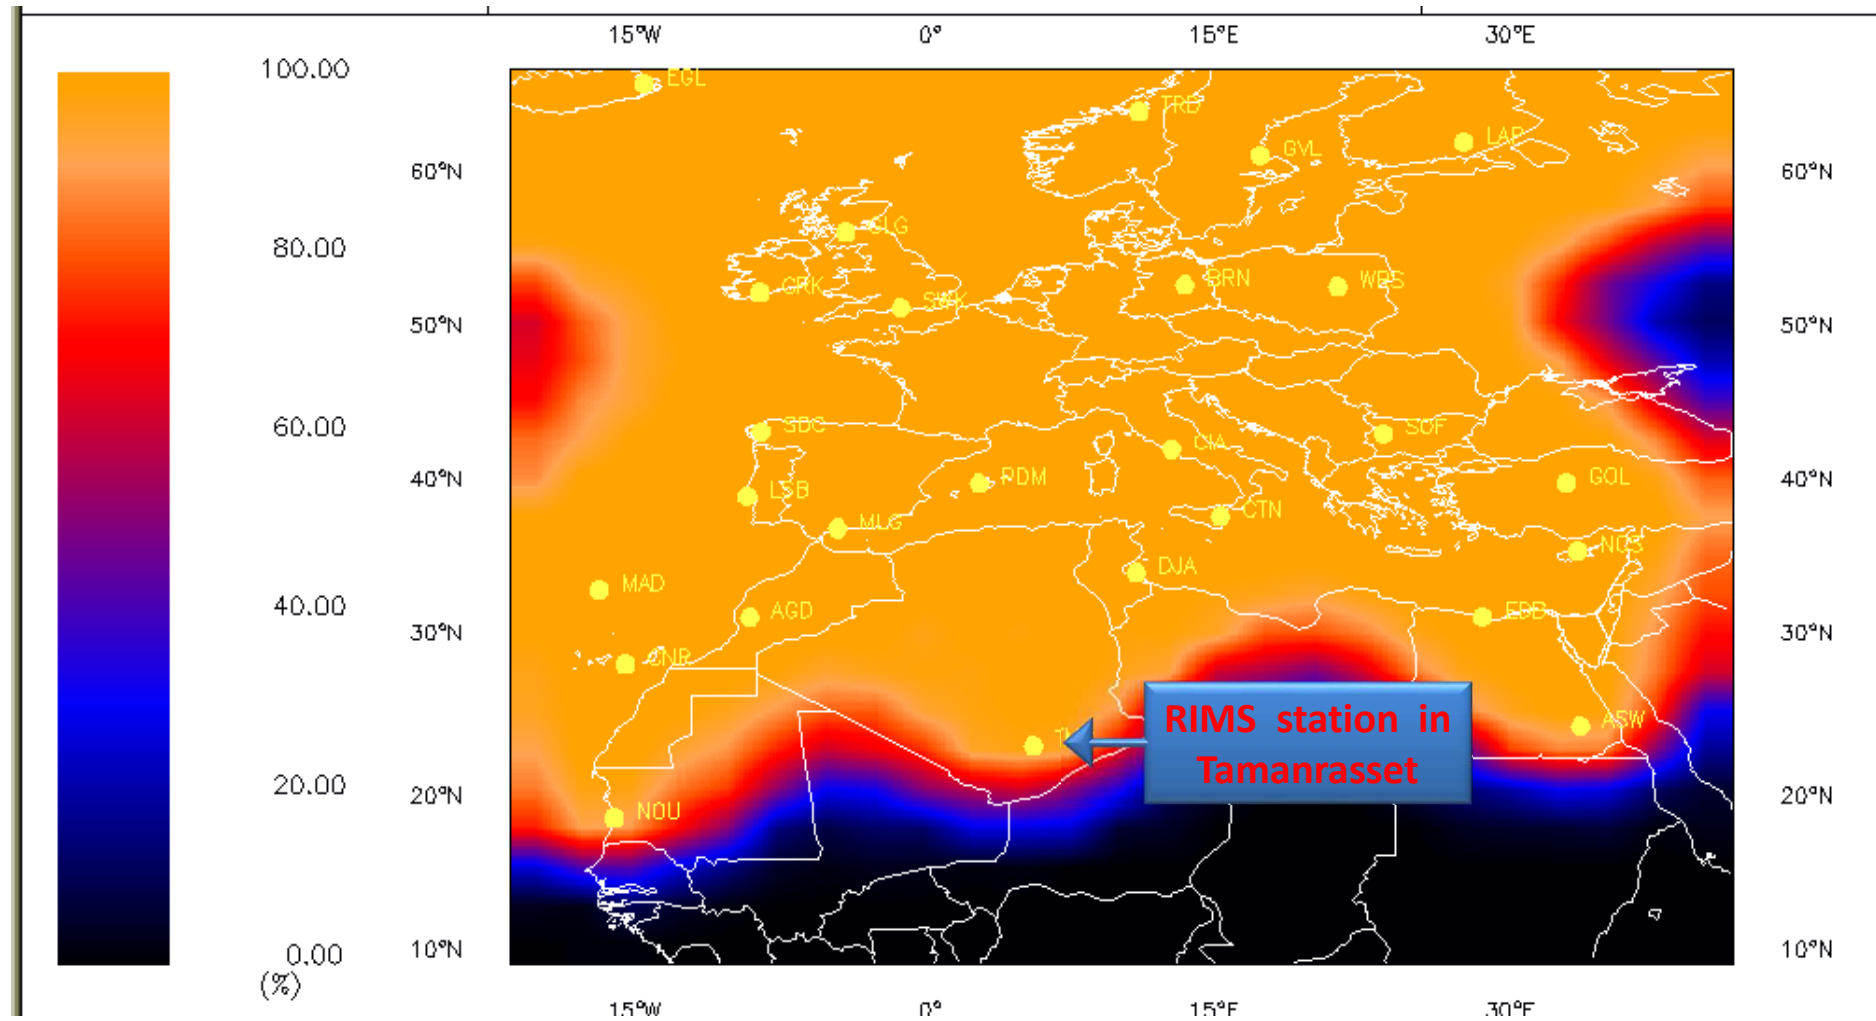 15°W 0° 15°E 30°E
100.00
80.00
60.00
40.00
20.00
0.00
(%)
60°N 60°N
50°N 50°N
40°N 40°N
30°N 30°N
20°N 20°N
10°N 10°N
EGL
TRD
GVL
LAP
GLG
CRK
SWK
BRN
WRS
SDC
CIA
SOF
LSB
PDM
GOL
MLG
CTN
DJA
NOS
MAD
AGD
EBB
CNR
ASW
NOU
RIMS station in
Tamanrasset
15°W 0° 15°E 30°E